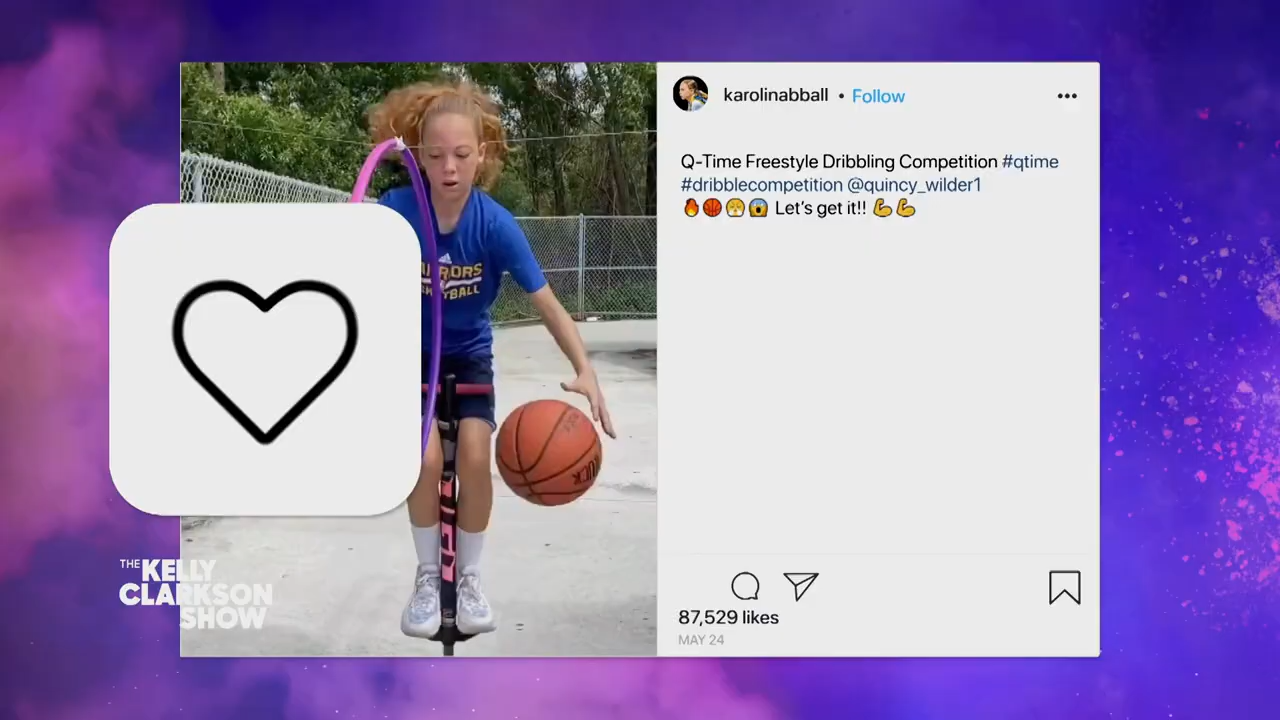 karolinabball • Follow
Q-Time Freestyle Dribbling Competition #qtime
#dribblecompetition @quincy_wilder1
🔥🏀😤😱 Let's get it!! 💪💪
THE KELLY
CLARKSON
SHOW
87,529 likes
MAY 24